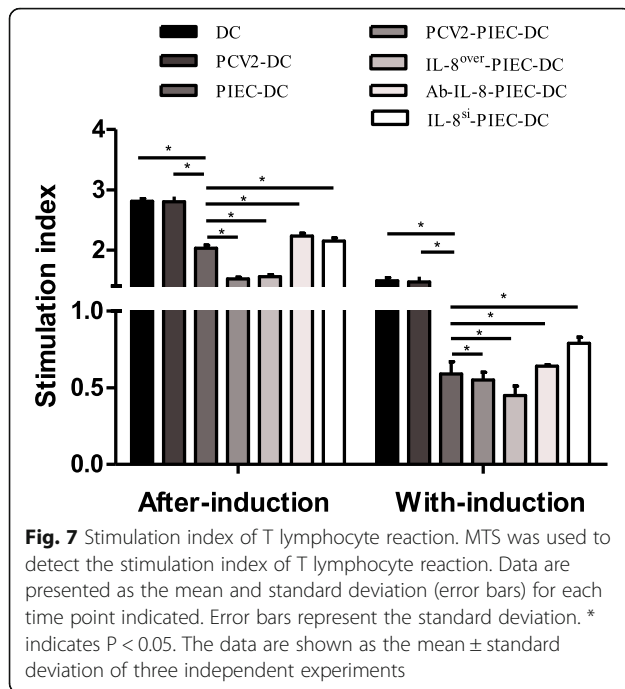 DC
PCV2-DC
PIEC-DC
PCV2-PIEC-DC
IL-8over-PIEC-DC
Ab-IL-8-PIEC-DC
IL-8si-PIEC-DC
Stimulation index
4
3
2
1.0
0.5
0.0
* * * * * *
* * * * * *
After-induction With-induction
Fig. 7 Stimulation index of T lymphocyte reaction. MTS was used to
detect the stimulation index of T lymphocyte reaction. Data are
presented as the mean and standard deviation (error bars) for each
time point indicated. Error bars represent the standard deviation. *
indicates P < 0.05. The data are shown as the mean ± standard
deviation of three independent experiments